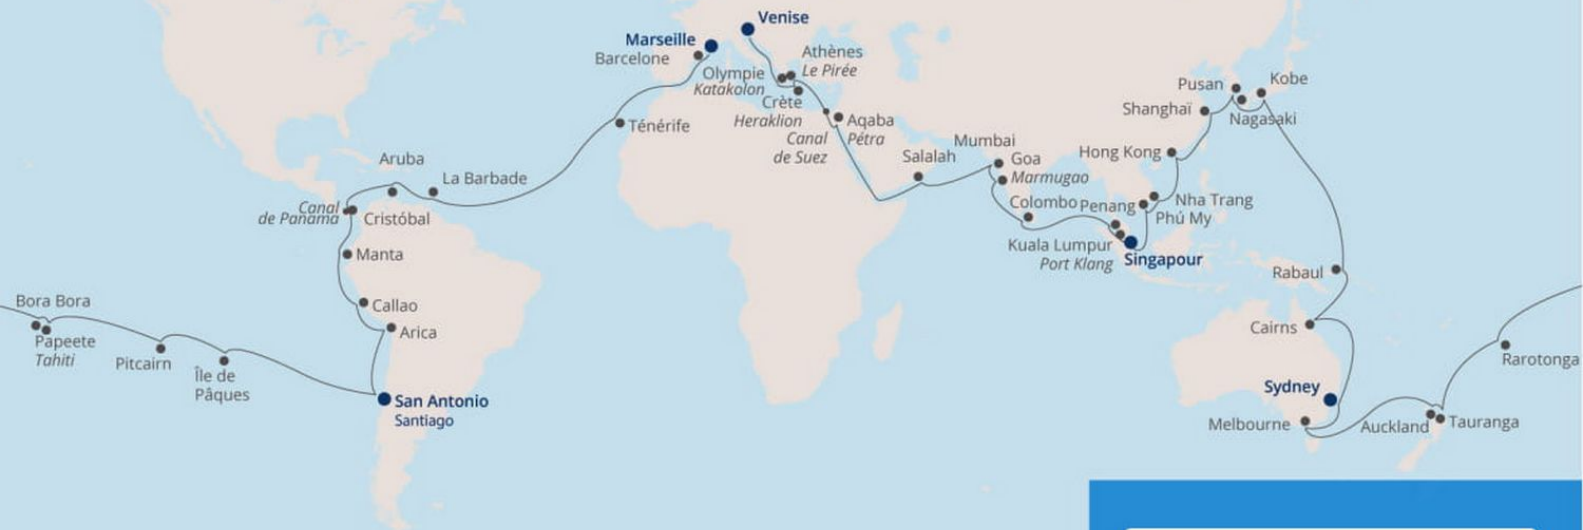 Venise
Marseille
Barcelone
Athènes
Le Pirée
Olympie
Katakolon
Crète
Heraklion
Canal
de Suez
Aqaba
Pétra
Ténérife
Pusan
Kobe
Shanghaï
Nagasaki
Mumbai
Hong Kong
Salalah
Goa
Marmugao
Aruba
La Barbade
Colombo
Penang
Nha Trang
Phú My
Canal
de Panama
Cristóbal
Kuala Lumpur
Port Klang
Singapour
Manta
Rabaul
Bora Bora
Callao
Cairns
Arica
Papeete
Tahiti
Pitcairn
Île de
Pâques
Rarotonga
Sydney
San Antonio
Santiago
Melbourne
Auckland
Tauranga